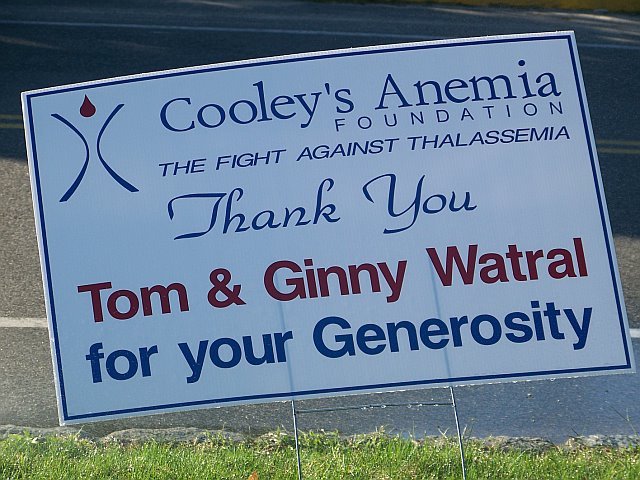 Cooley's Anemia
FOUNDATION
THE FIGHT AGAINST THALASSEMIA
Thank You
Tom & Ginny Watral
for your Generosity